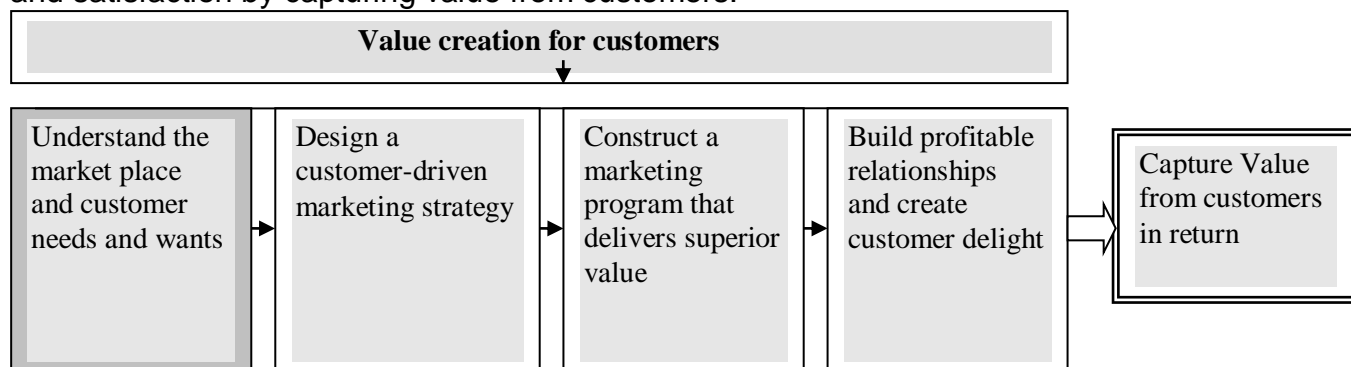 and satisfaction by capturing value from customers.
Value creation for customers
Understand the
market place
and customer
needs and wants
Design a
customer-driven
marketing strategy
Construct a
marketing
program that
delivers superior
value
Build profitable
relationships
and create
customer delight
Capture Value
from customers
in return